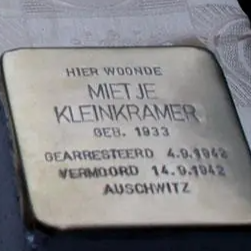 HIER WOONDE
MIETJE
KLEINKRAMER
GEB. 1933
GEARRESTEERD 4.9.1942
VERMOORD 14.9.1942
AUSCHWITZ